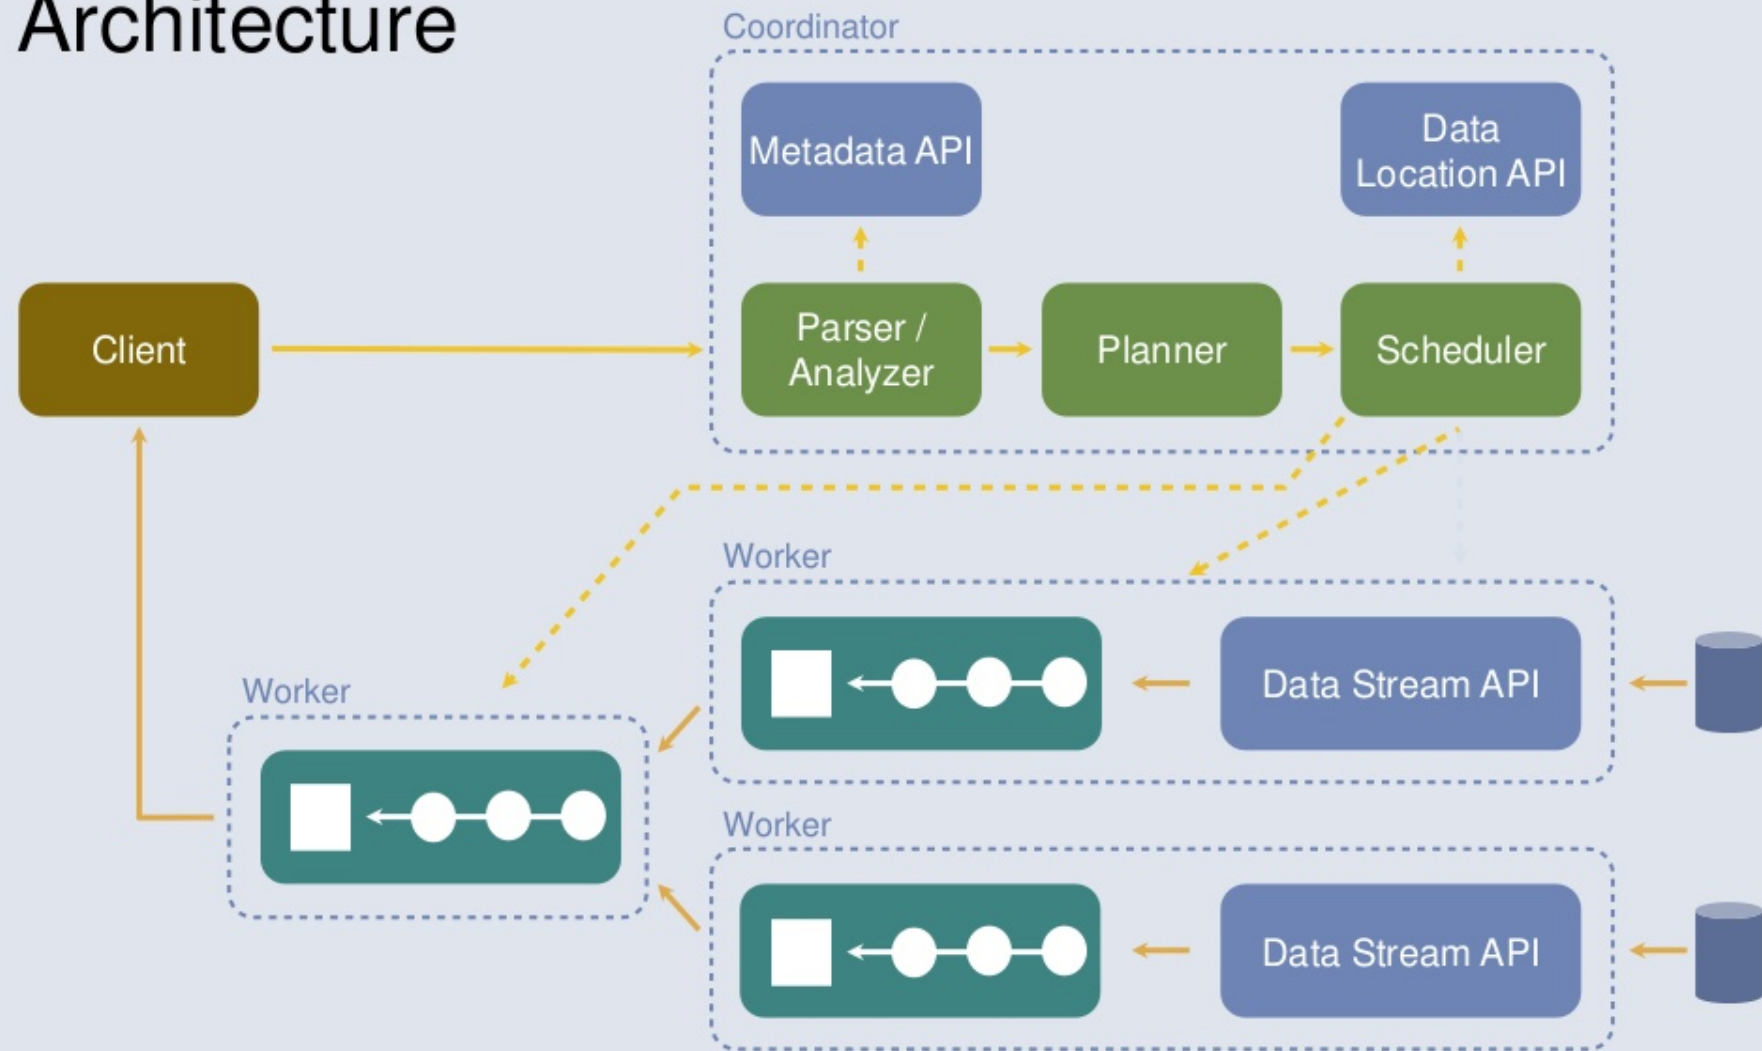 Architecture
Coordinator
Metadata API
Data
Location API
Client
Parser /
Analyzer
Planner
Scheduler
Worker
Data Stream API
Worker
Worker
Data Stream API